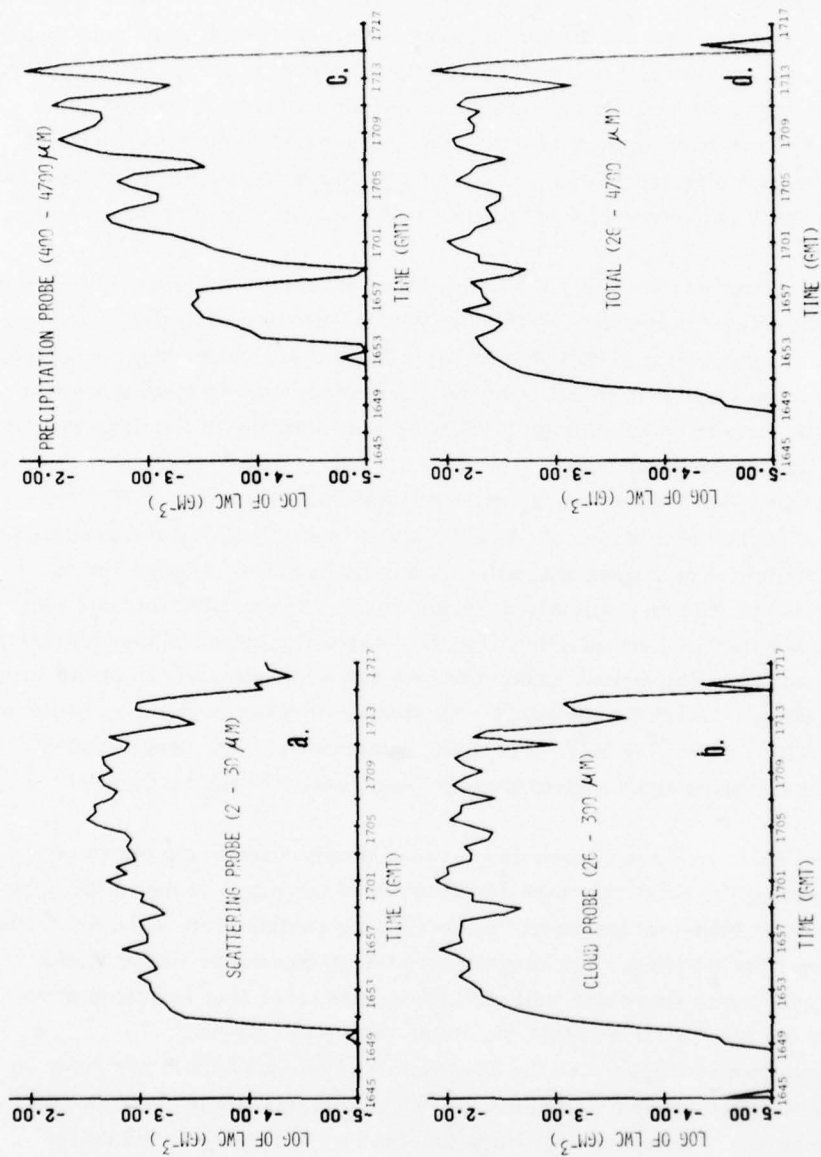 a.
SCATTERING PROBE (2 - 30 μM)
LOG OF LWC (GM⁻³)
-2.00
-3.00
-4.00
-5.00
1645 1649 1653 1657 1701 1705 1709 1713 1717
TIME (GMT)
b.
CLOUD PROBE (26 - 300 μM)
LOG OF LWC (GM⁻³)
-2.00
-3.00
-4.00
-5.00
1645 1649 1653 1657 1701 1705 1709 1713 1717
TIME (GMT)
c.
PRECIPITATION PROBE (400 - 4700 μM)
LOG OF LWC (GM⁻³)
-2.00
-3.00
-4.00
-5.00
1645 1649 1653 1657 1701 1705 1709 1713 1717
TIME (GMT)
d.
TOTAL (26 - 4700 μM)
LOG OF LWC (GM⁻³)
-2.00
-3.00
-4.00
-5.00
1645 1649 1653 1657 1701 1705 1709 1713 1717
TIME (GMT)